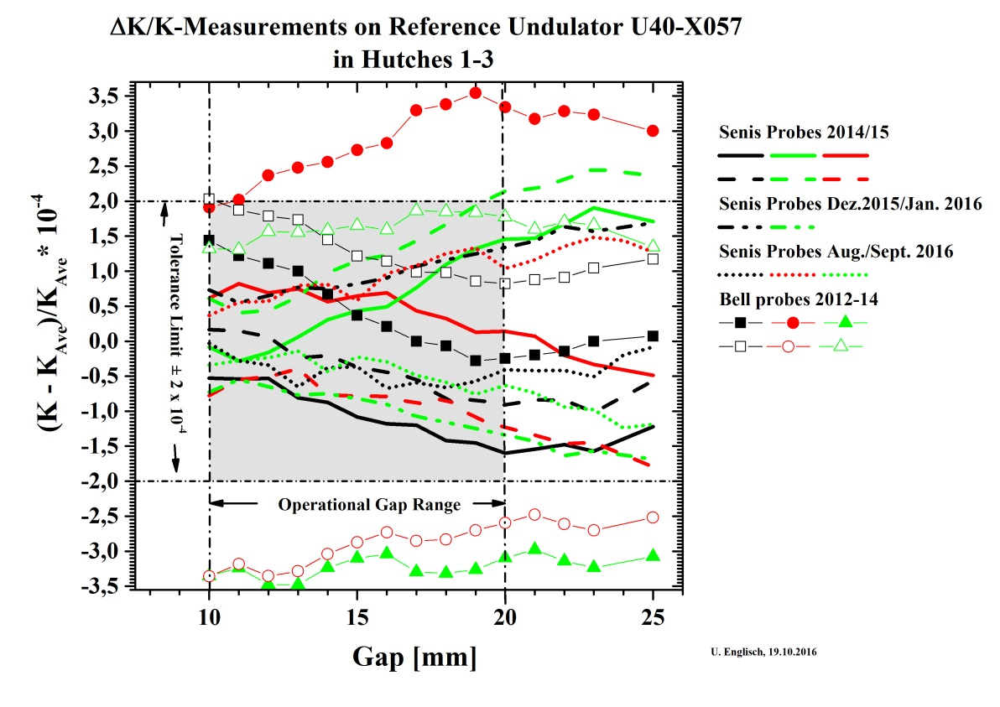 ΔK/K-Measurements on Reference Undulator U40-X057
in Hutches 1-3
(K - K_Ave)/K_Ave * 10^-4
3,5
3,0
2,5
2,0
1,5
1,0
0,5
0,0
-0,5
-1,0
-1,5
-2,0
-2,5
-3,0
-3,5
Tolerance Limit ± 2 x 10^-4
Operational Gap Range
10
15
20
25
Gap [mm]
Senis Probes 2014/15
Senis Probes Dez.2015/Jan. 2016
Senis Probes Aug./Sept. 2016
Bell probes 2012-14
U. Englisch, 19.10.2016